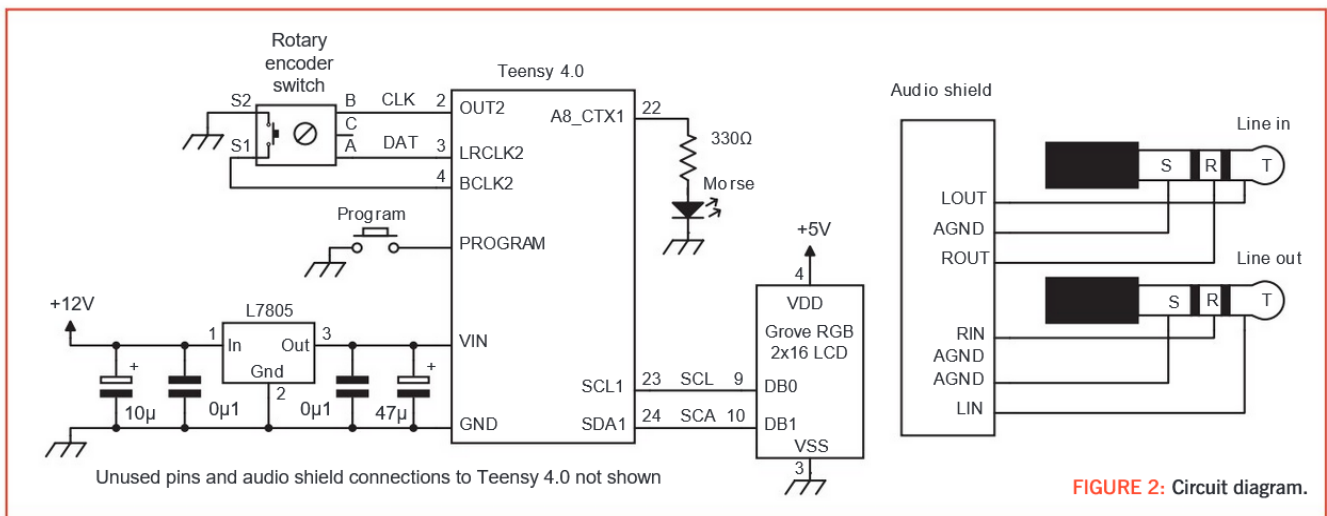 Rotary
encoder
switch
S2
S1
B
C
A
CLK
DAT
2
3
4
Teensy 4.0
OUT2
LRCLK2
BCLK2
PROGRAM
VIN
GND
A8_CTX1
SCL1
SDA1
22
330Ω
Morse
Program
+12V
L7805
1
In
Out
3
Gnd
2
+
10µ
0µ1
0µ1
+
47µ
23
SCL
9
24
SCA
10
+5V
4
VDD
Grove RGB
2x16 LCD
DB0
DB1
VSS
3
Audio shield
LOUT
AGND
ROUT
RIN
AGND
AGND
LIN
Line in
S
R
T
Line out
S
R
T
Unused pins and audio shield connections to Teensy 4.0 not shown
FIGURE 2: Circuit diagram.